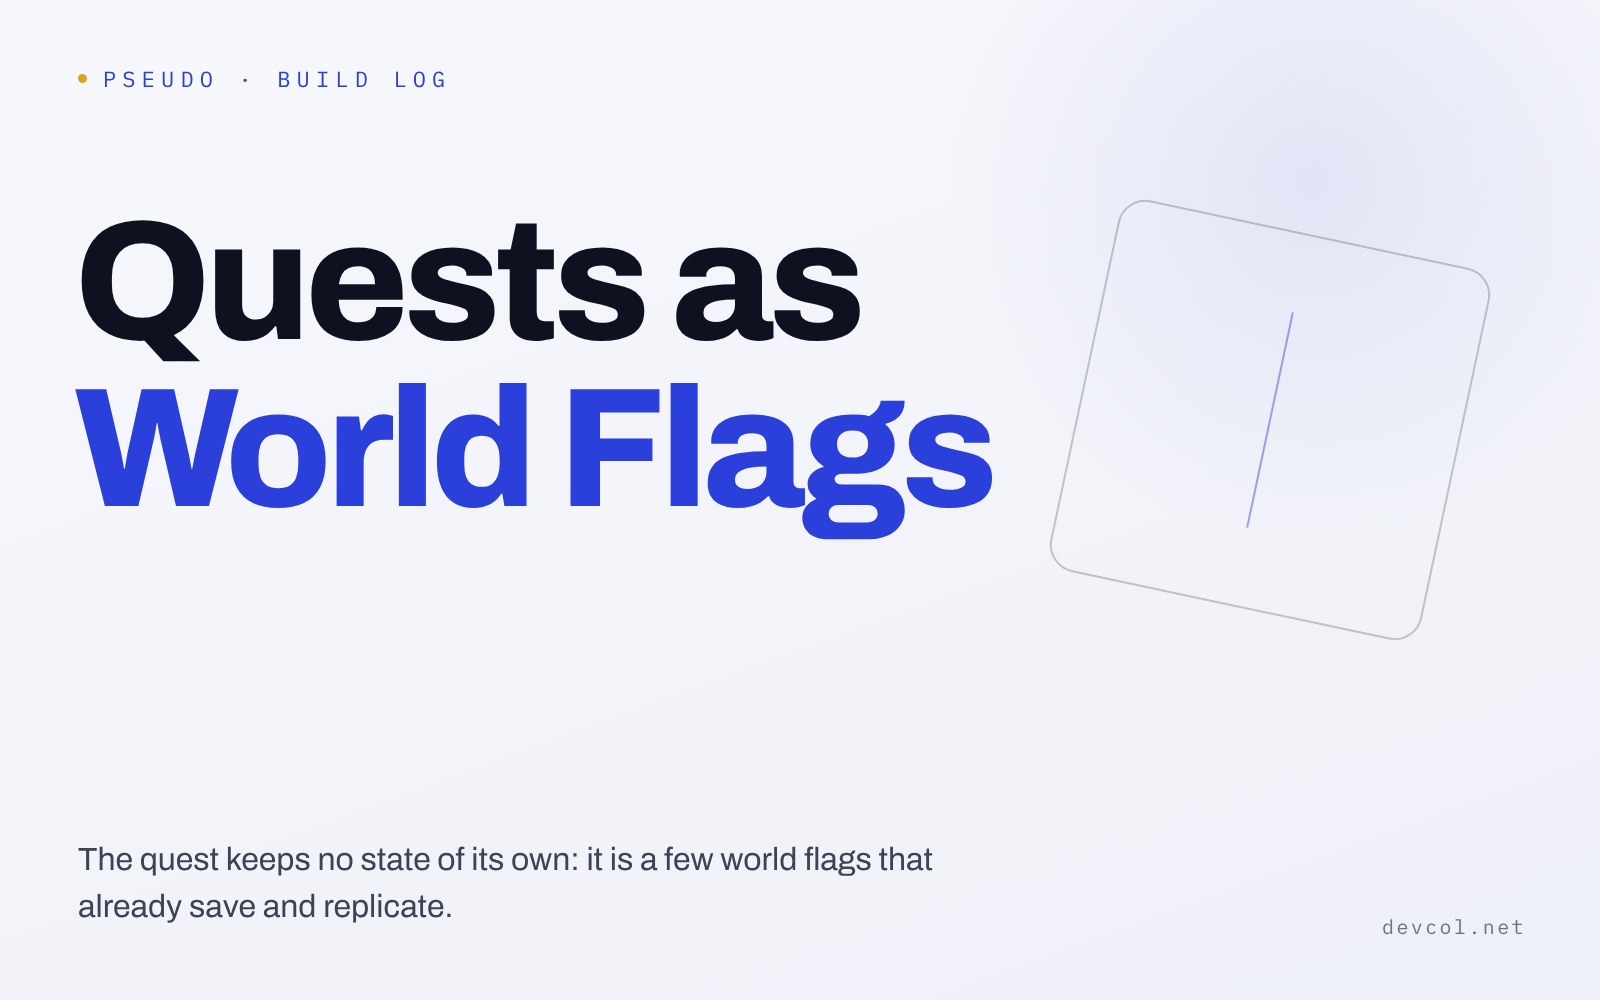 PSEUDO · BUILD LOG
Quests as
World Flags
The quest keeps no state of its own: it is a few world flags that
already save and replicate.
devcol.net